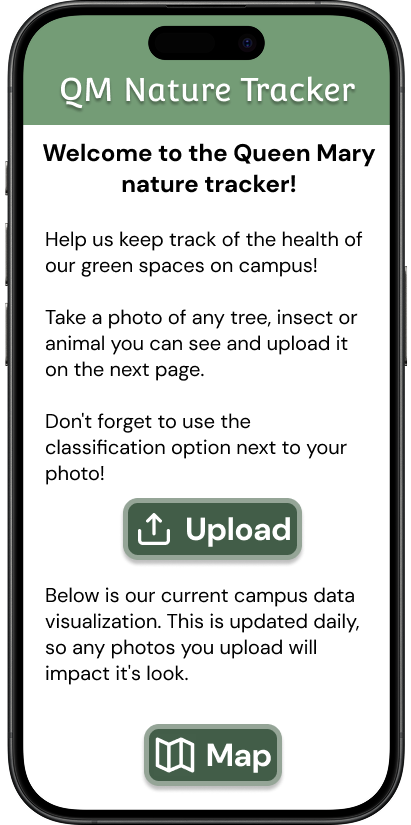 QM Nature Tracker
Welcome to the Queen Mary
nature tracker!
Help us keep track of the health of
our green spaces on campus!
Take a photo of any tree, insect or
animal you can see and upload it
on the next page.
Don't forget to use the
classification option next to your
photo!
Upload
Below is our current campus data
visualization. This is updated daily,
so any photos you upload will
impact it's look.
Map